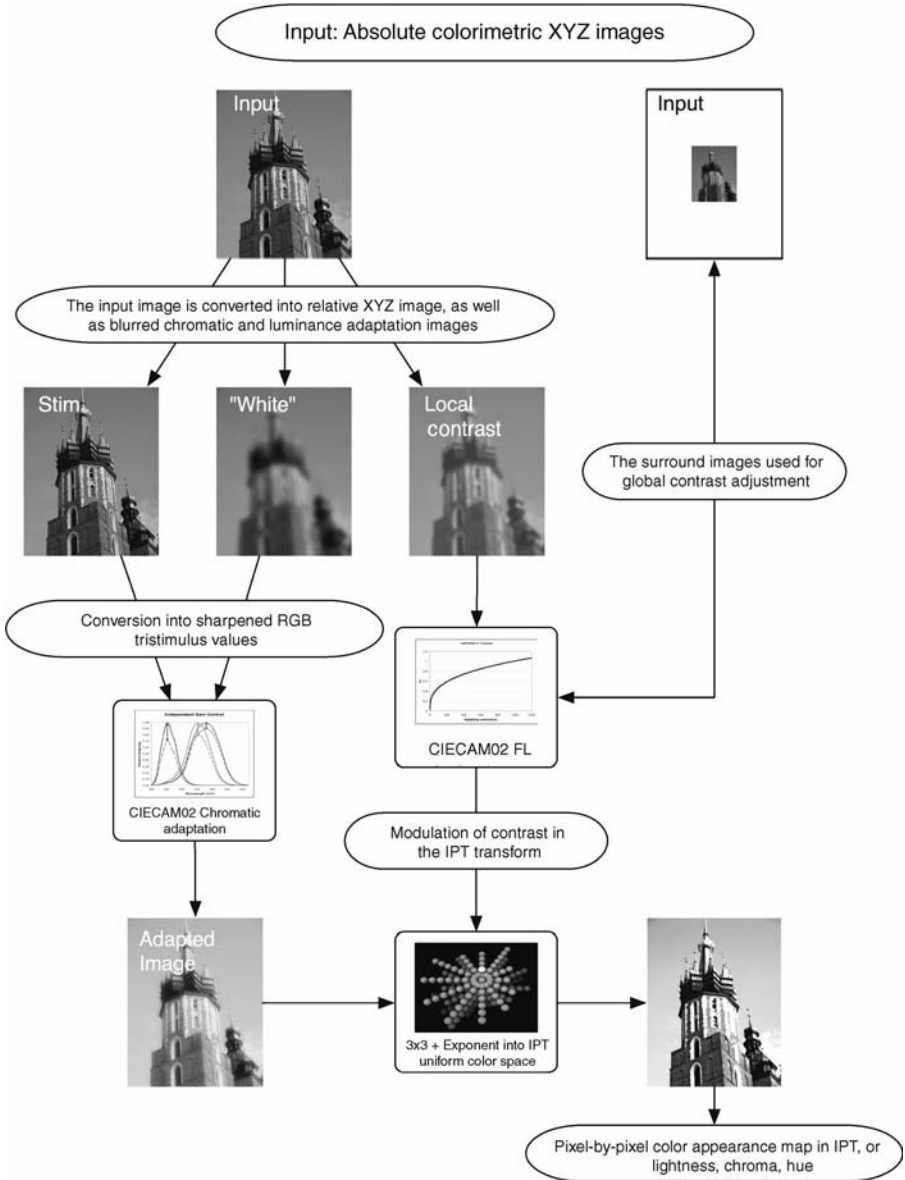 Input: Absolute colorimetric XYZ images
Input
Input
The input image is converted into relative XYZ image, as well
as blurred chromatic and luminance adaptation images
Stim
"White"
Local
contrast
The surround images used for
global contrast adjustment
Conversion into sharpened RGB
tristimulus values
CIECAM02 FL
Independent Gain Control
CIECAM02 Chromatic
adaptation
Modulation of contrast in
the IPT transform
Adapted
Image
3x3 + Exponent into IPT
uniform color space
Pixel-by-pixel color appearance map in IPT, or
lightness, chroma, hue